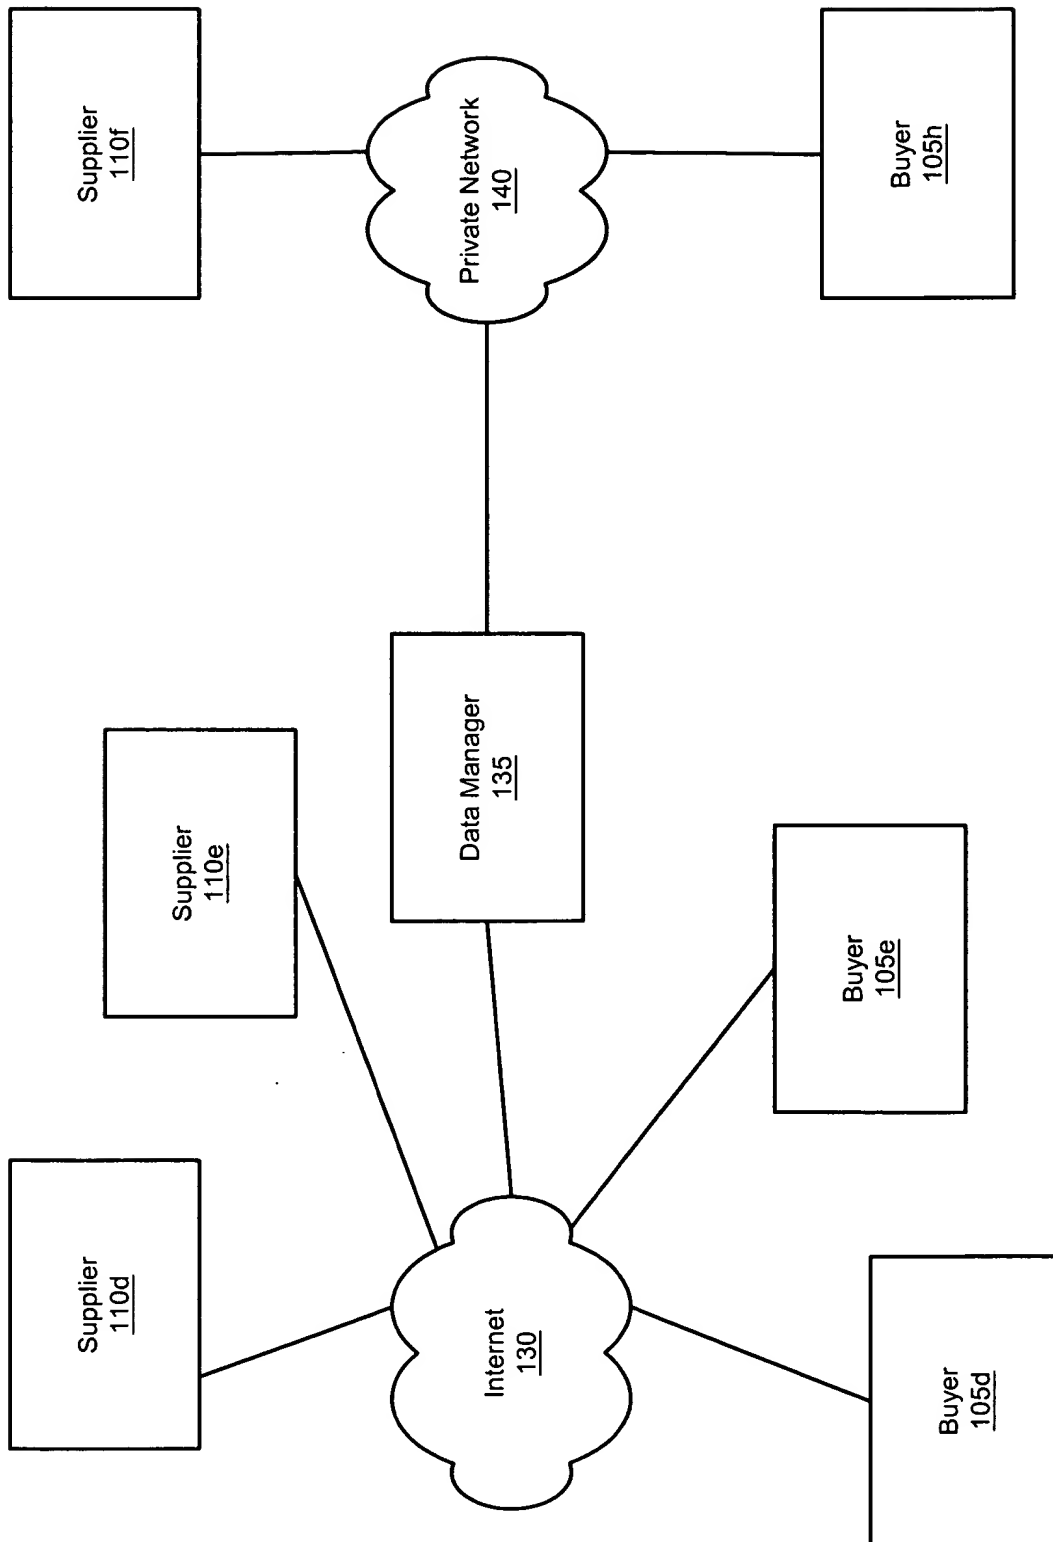 Supplier
110d
Supplier
110e
Supplier
110f
Internet
130
Data Manager
135
Private Network
140
Buyer
105d
Buyer
105e
Buyer
105h